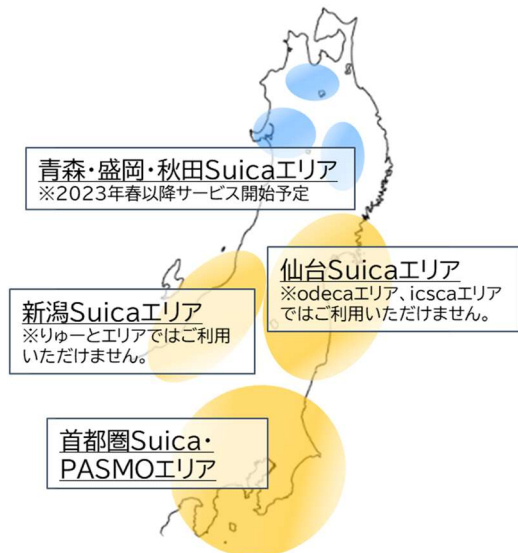 青森・盛岡・秋田Suicaエリア
※2023年春以降サービス開始予定
仙台Suicaエリア
※odecaエリア、icscaエリア
ではご利用いただけません。
新潟Suicaエリア
※りゅーとエリアではご利用
いただけません。
首都圏Suica・
PASMOエリア